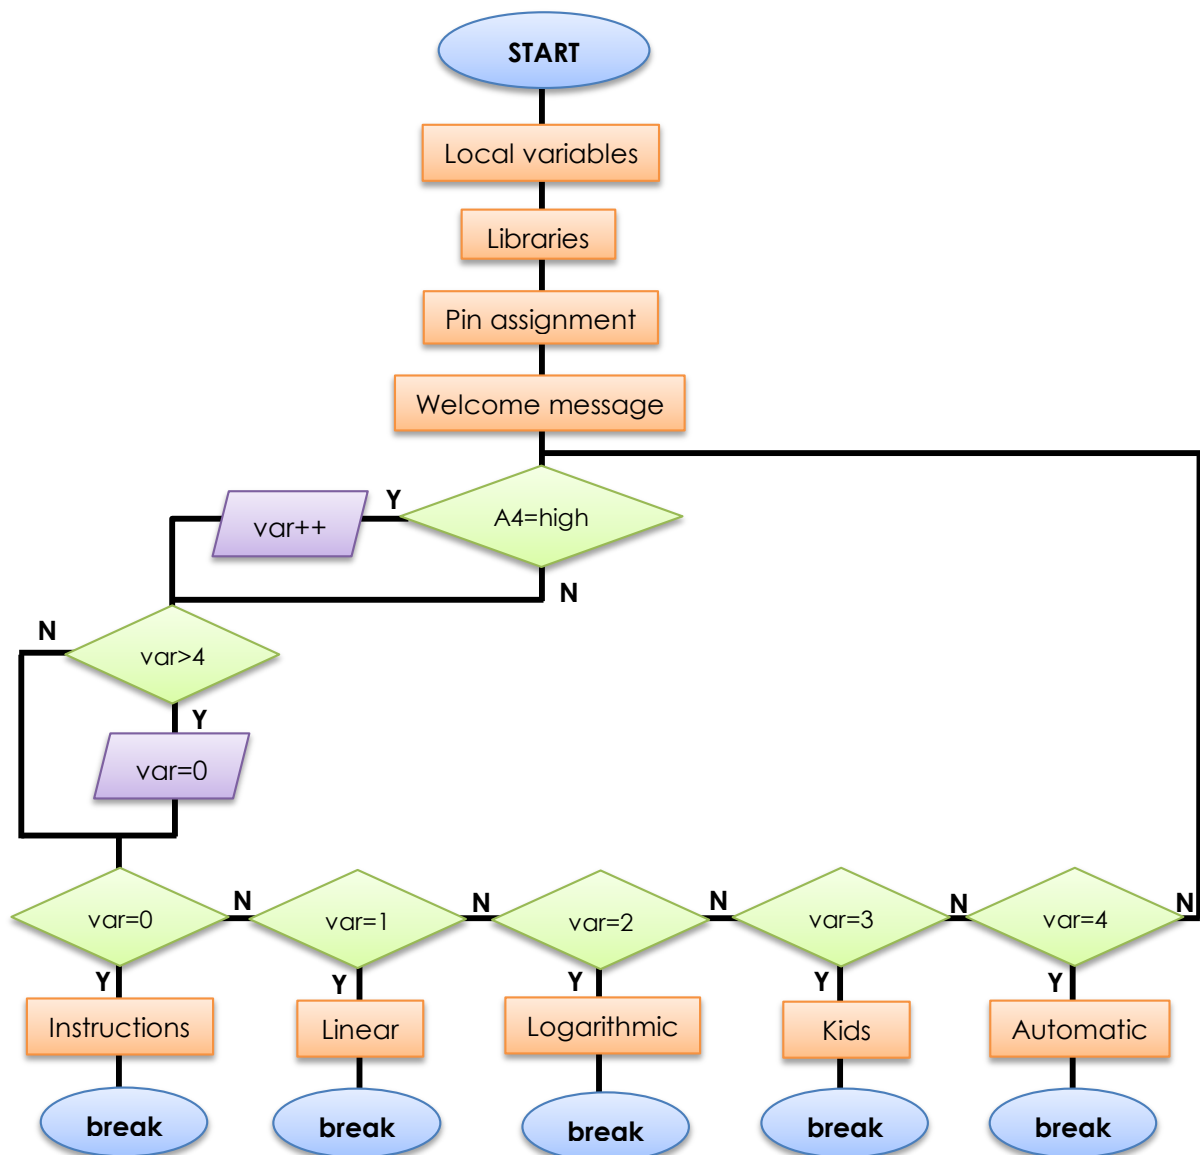 START
Local variables
Libraries
Pin assignment
Welcome message
A4=high
Y
var++
N
var>4
N
Y
var=0
var=0
N
var=1
N
var=2
N
var=3
N
var=4
N
Y
Y
Y
Y
Y
Instructions
Linear
Logarithmic
Kids
Automatic
break
break
break
break
break